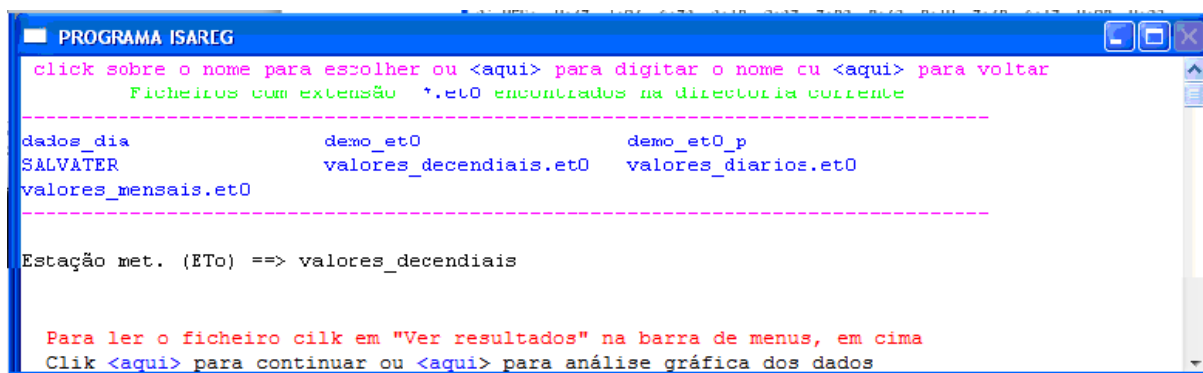 PROGRAMA ISAREG
click sobre o nome para escolher ou <aqui> para digitar o nome cu <aqui> para voltar
Ficheiros com extensão *.et0 encontrados na directoria corrente
dados_dia demo_et0 demo_et0_p
SALVATER valores_decendiais.et0 valores_diarios.et0
valores_mensais.et0
Estação met. (ETo) ==> valores_decendiais
Para ler o ficheiro cilk em "Ver resultados" na barra de menus, em cima
Clik <aqui> para continuar ou <aqui> para análise gráfica dos dados